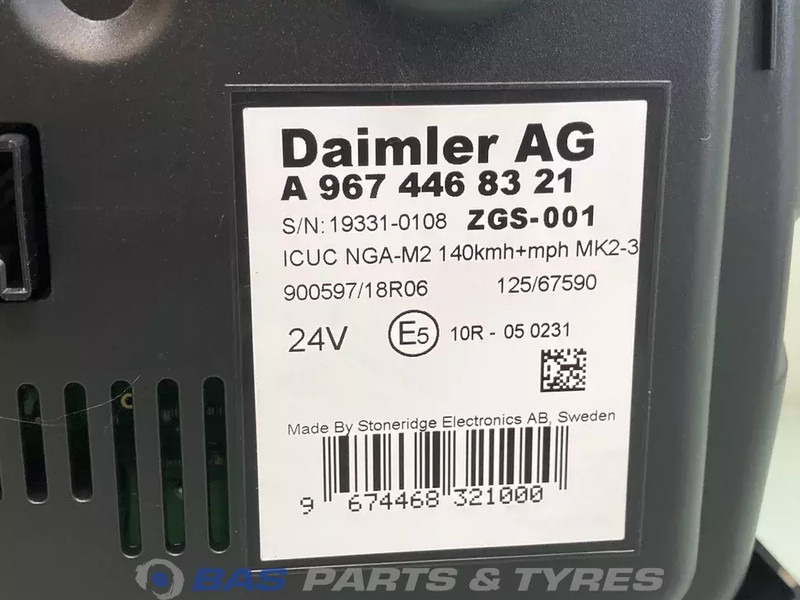 Daimler AG
A 967 446 83 21
S/N: 19331-0108 ZGS-001
ICUC NGA-M2 140kmh+mph MK2-3
900597/18R06 125/67590
24V E5 10R - 05 0231
Made By Stoneridge Electronics AB, Sweden
9 674468 321000
BAS PARTS & TYRES